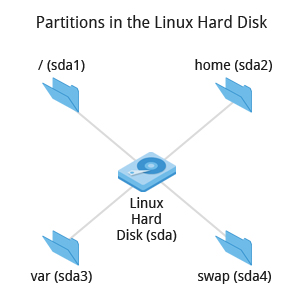 Partitions in the Linux Hard Disk
/ (sda1)
home (sda2)
Linux
Hard
Disk (sda)
var (sda3)
swap (sda4)